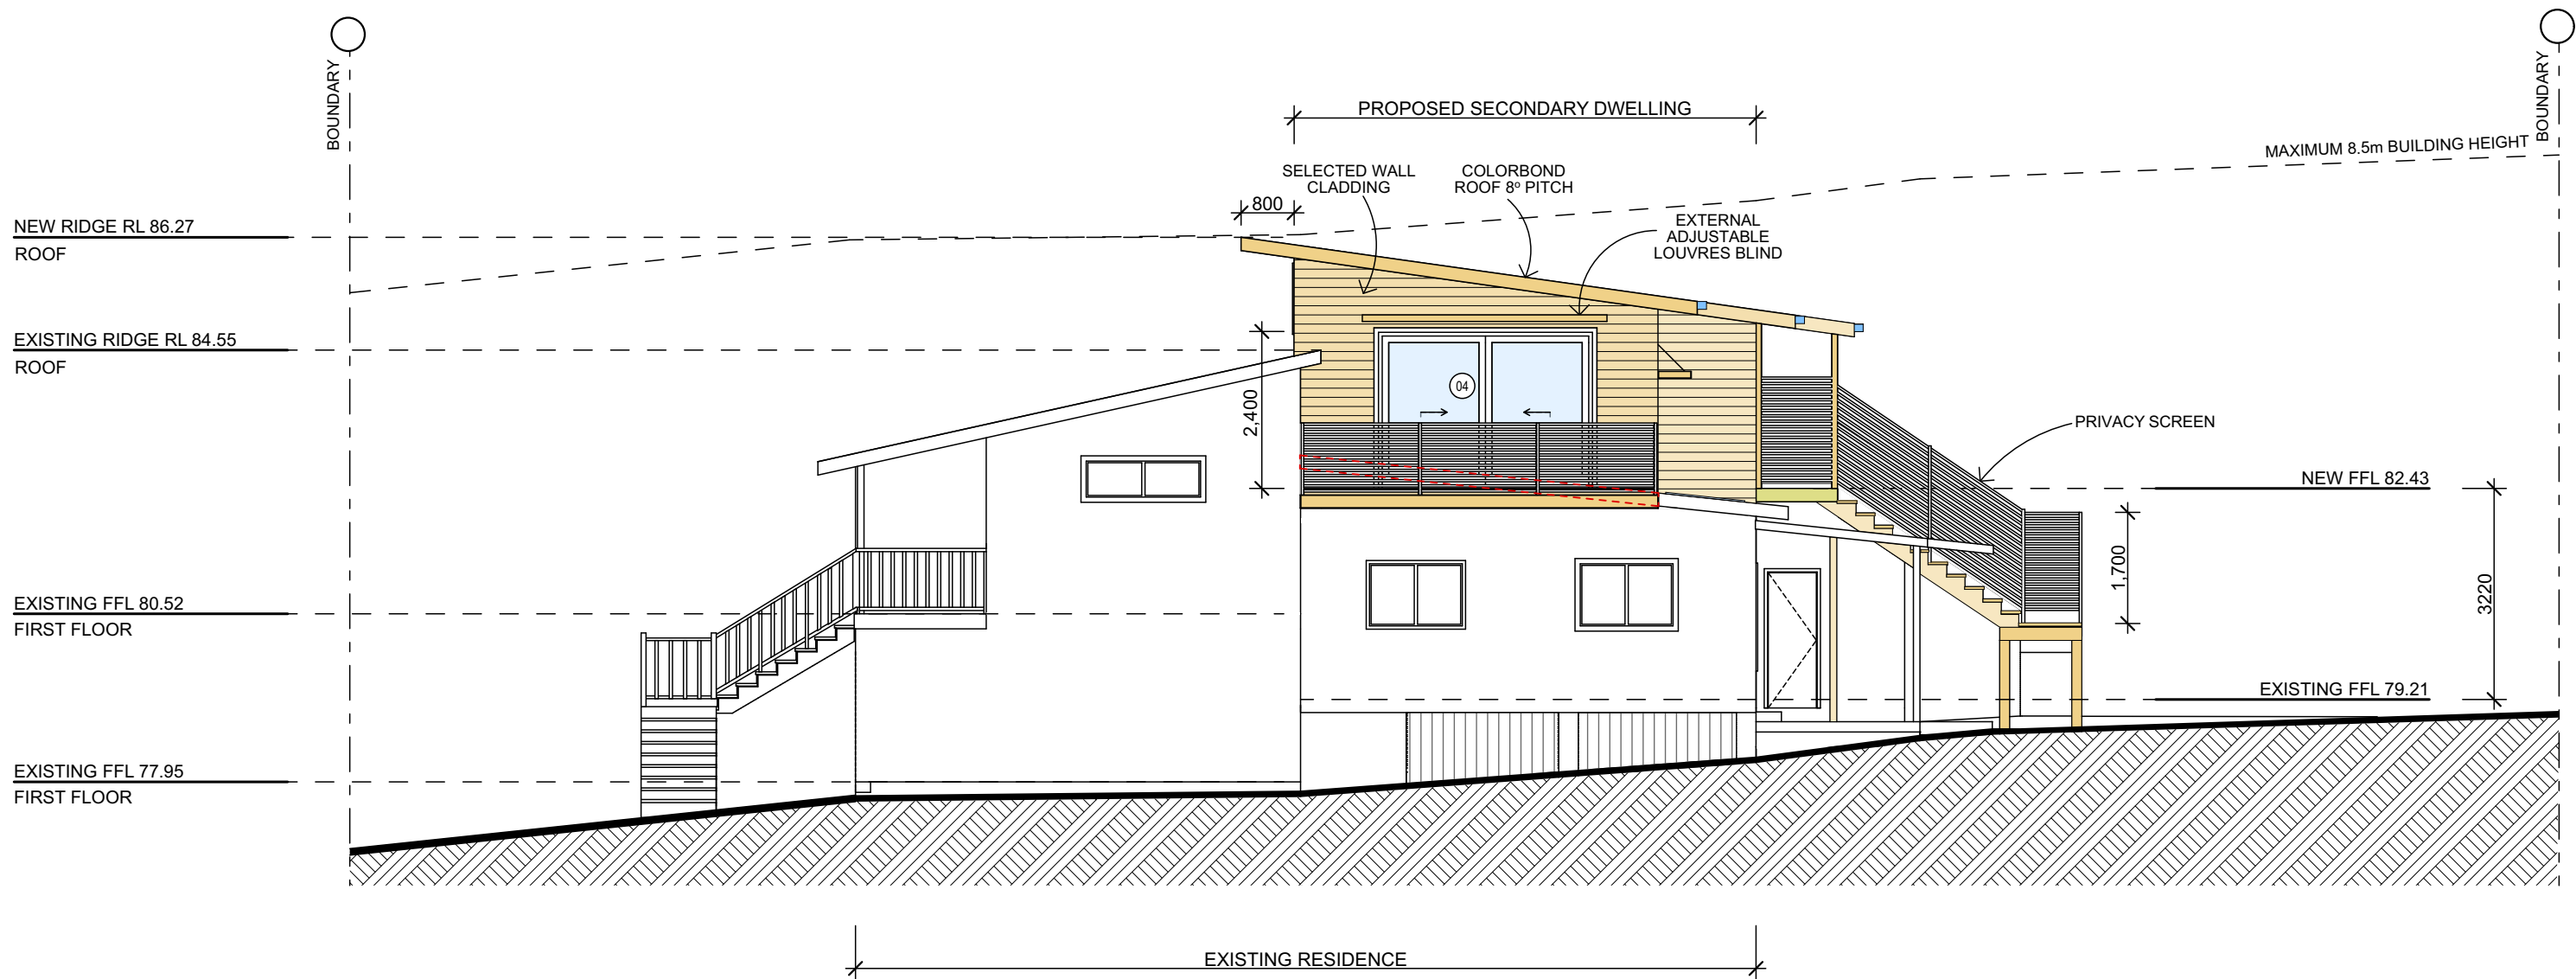 BOUNDARY
BOUNDARY
PROPOSED SECONDARY DWELLING
MAXIMUM 8.5m BUILDING HEIGHT
SELECTED WALL
CLADDING
COLORBOND
ROOF 8º PITCH
800
EXTERNAL
ADJUSTABLE
LOUVRES BLIND
NEW RIDGE RL 86.27
ROOF
EXISTING RIDGE RL 84.55
ROOF
04
2,400
PRIVACY SCREEN
NEW FFL 82.43
1,700
3220
EXISTING FFL 80.52
FIRST FLOOR
EXISTING FFL 79.21
EXISTING FFL 77.95
FIRST FLOOR
EXISTING RESIDENCE